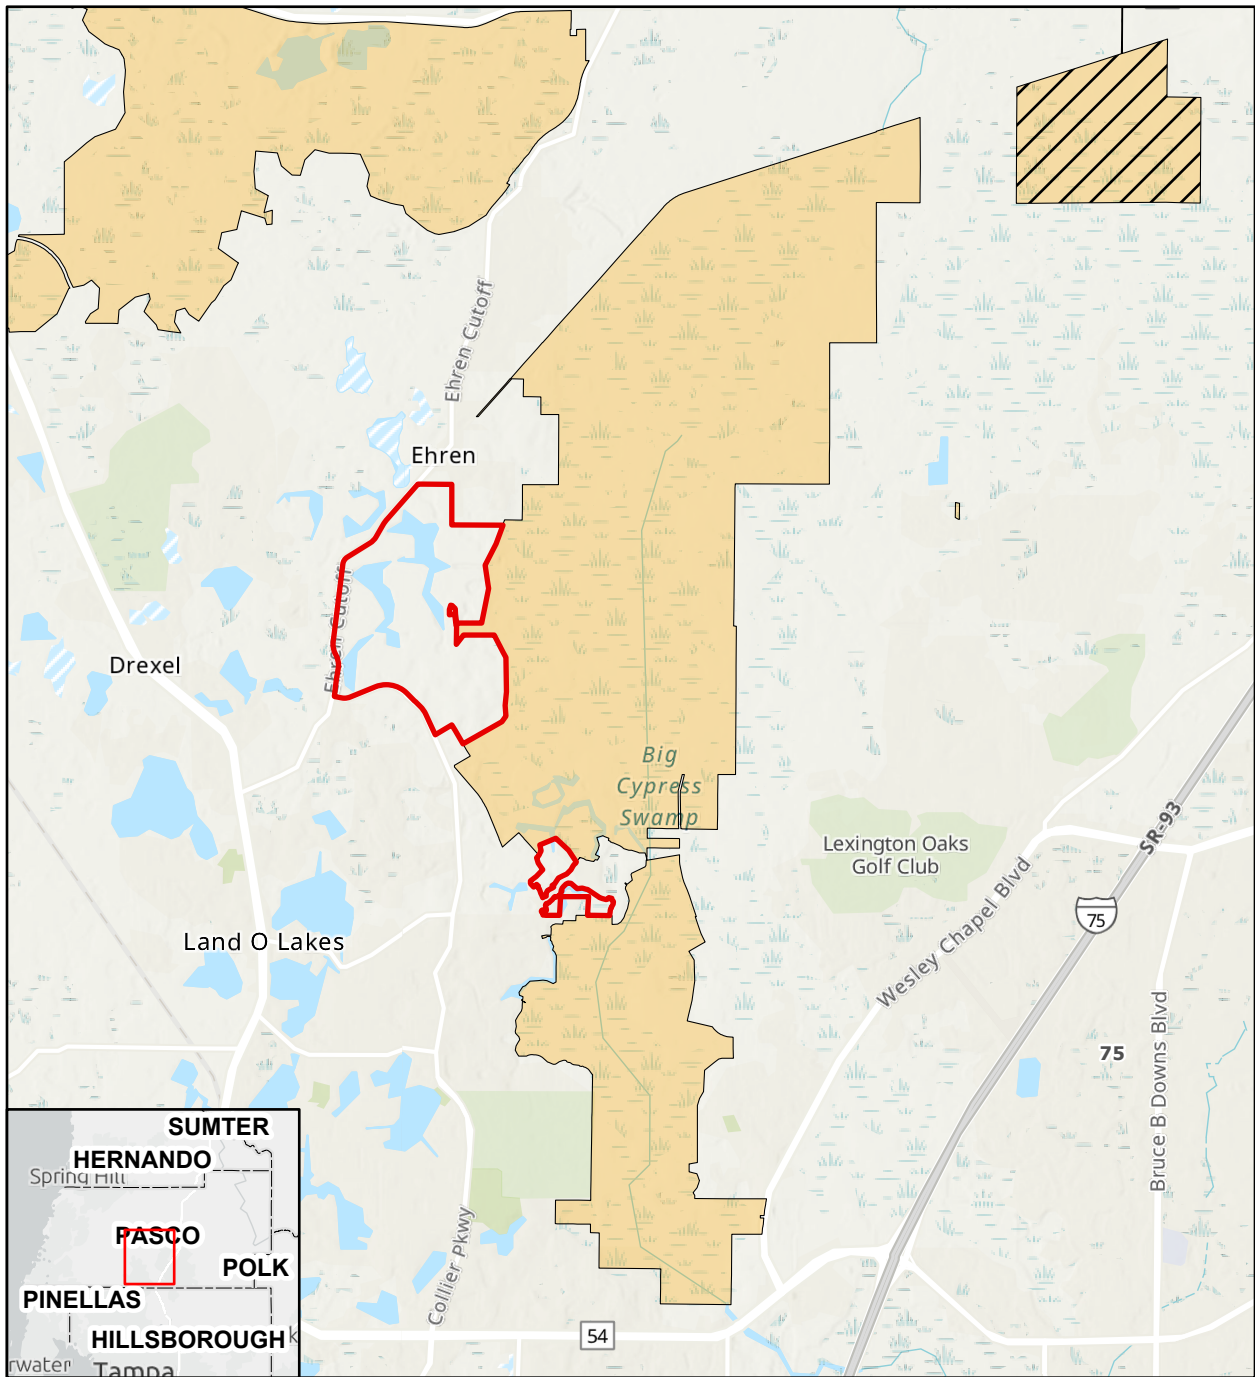 Ehren Cutoff
Ehren
Ehren Cutoff
Drexel
Big
Cypress
Swamp
SR-93
Lexington Oaks
Golf Club
Wesley Chapel Blvd
75
Land O Lakes
Bruce B Downs Blvd
75
Collier Pkwy
54
SUMTER
HERNANDO
Spring Hill
PASCO
POLK
PINELLAS
HILLSBOROUGH
k
rwater
Tampa